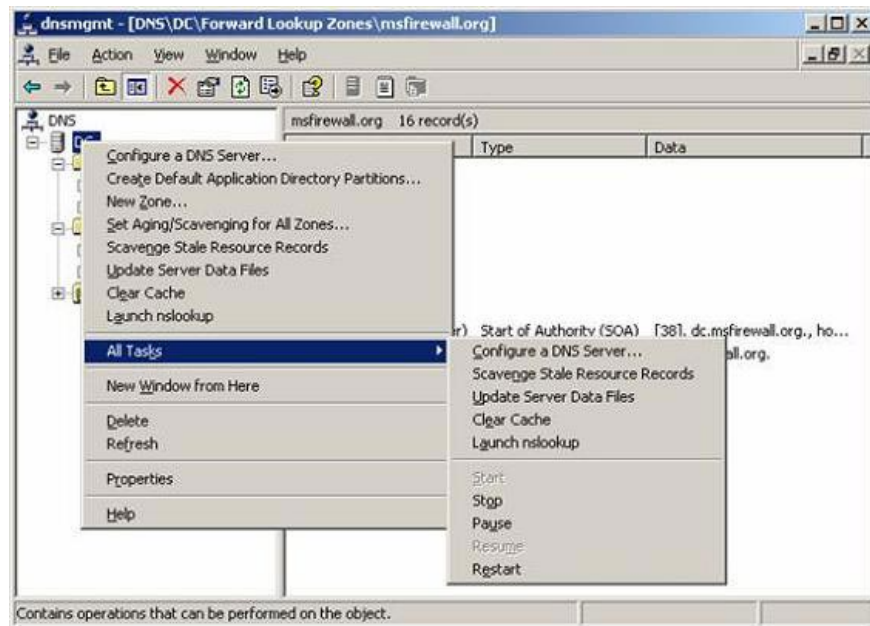 dnsmgmt - [DNS\DC\Forward Lookup Zones\msfirewall.org]
File Action View Window Help
DNS
msfirewall.org 16 record(s)
Type Data
Configure a DNS Server...
Create Default Application Directory Partitions...
New Zone...
Set Aging/Scavenging for All Zones...
Scavenge Stale Resource Records
Update Server Data Files
Clear Cache
Launch nslookup
Start of Authority (SOA) [38], dc.msfirewall.org., ho...
All Tasks
New Window from Here
Delete
Refresh
Properties
Help
Configure a DNS Server...
Scavenge Stale Resource Records
Update Server Data Files
Clear Cache
Launch nslookup
Start
Stop
Pause
Resume
Restart
Contains operations that can be performed on the object.